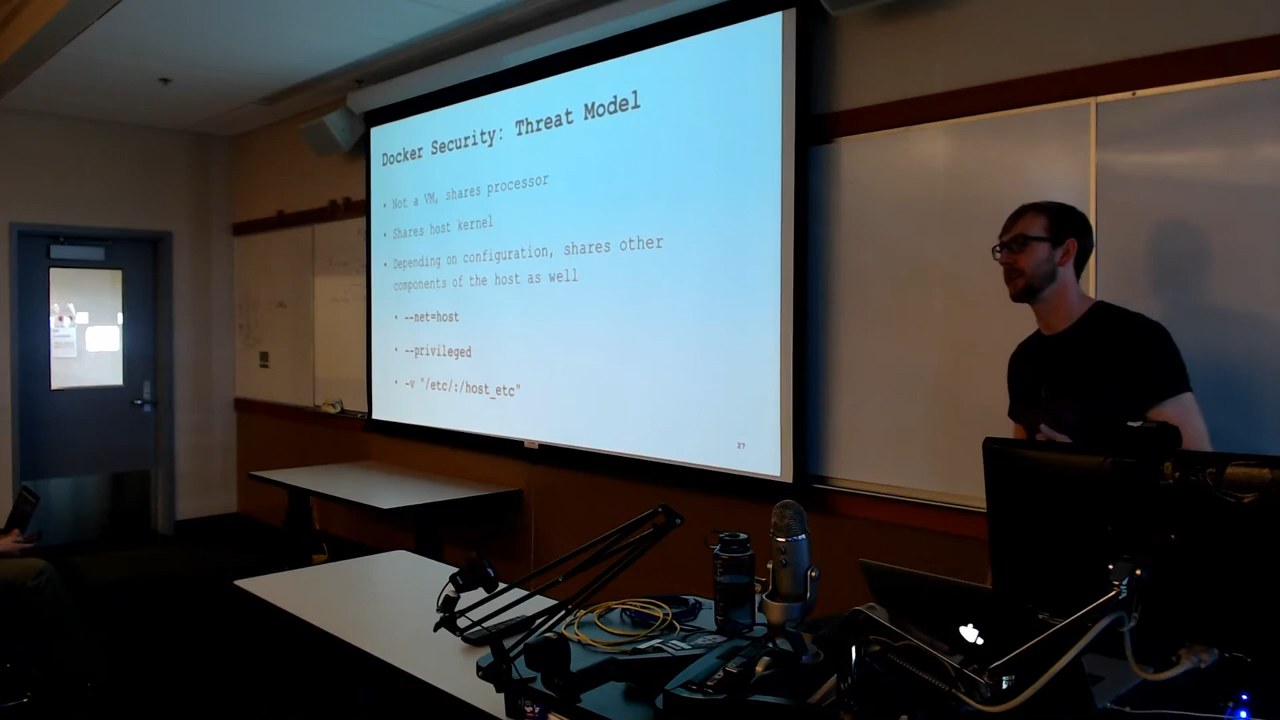 Docker Security: Threat Model
• Not a VM, shares processor
• Shares host kernel
• Depending on configuration, shares other
components of the host as well
• --net=host
• --privileged
• -v "/etc/:/host_etc"
27